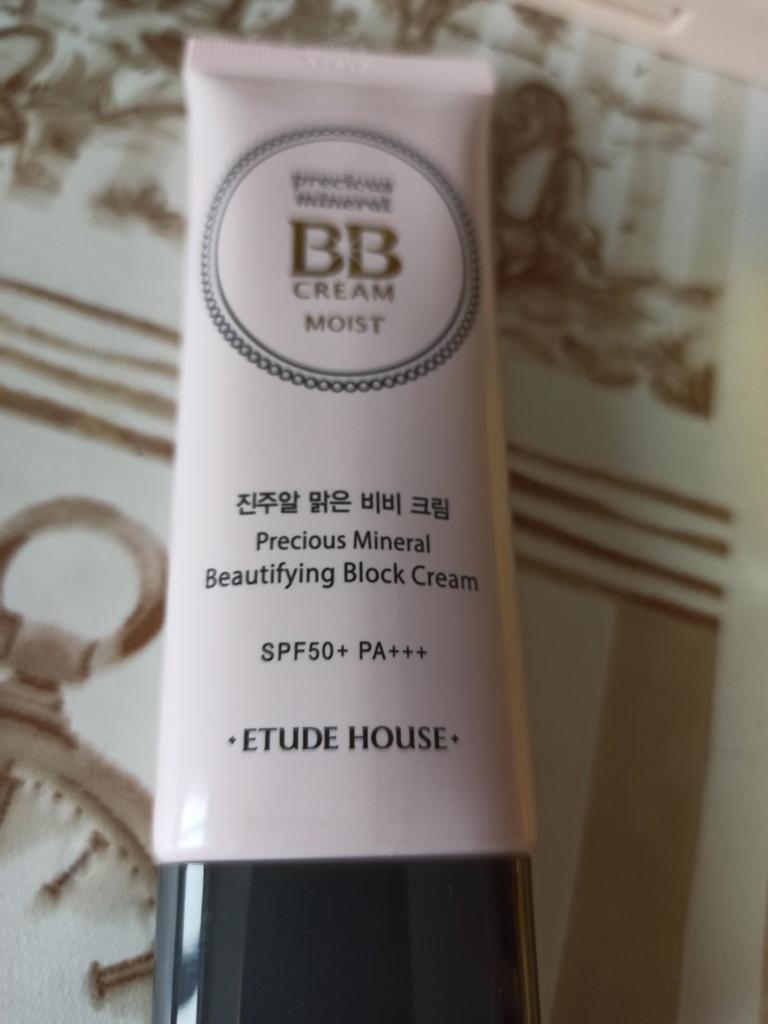 precious
mineral
BB
CREAM
MOIST
진주알 맑은 비비 크림
Precious Mineral
Beautifying Block Cream
SPF50+ PA+++
ETUDE HOUSE